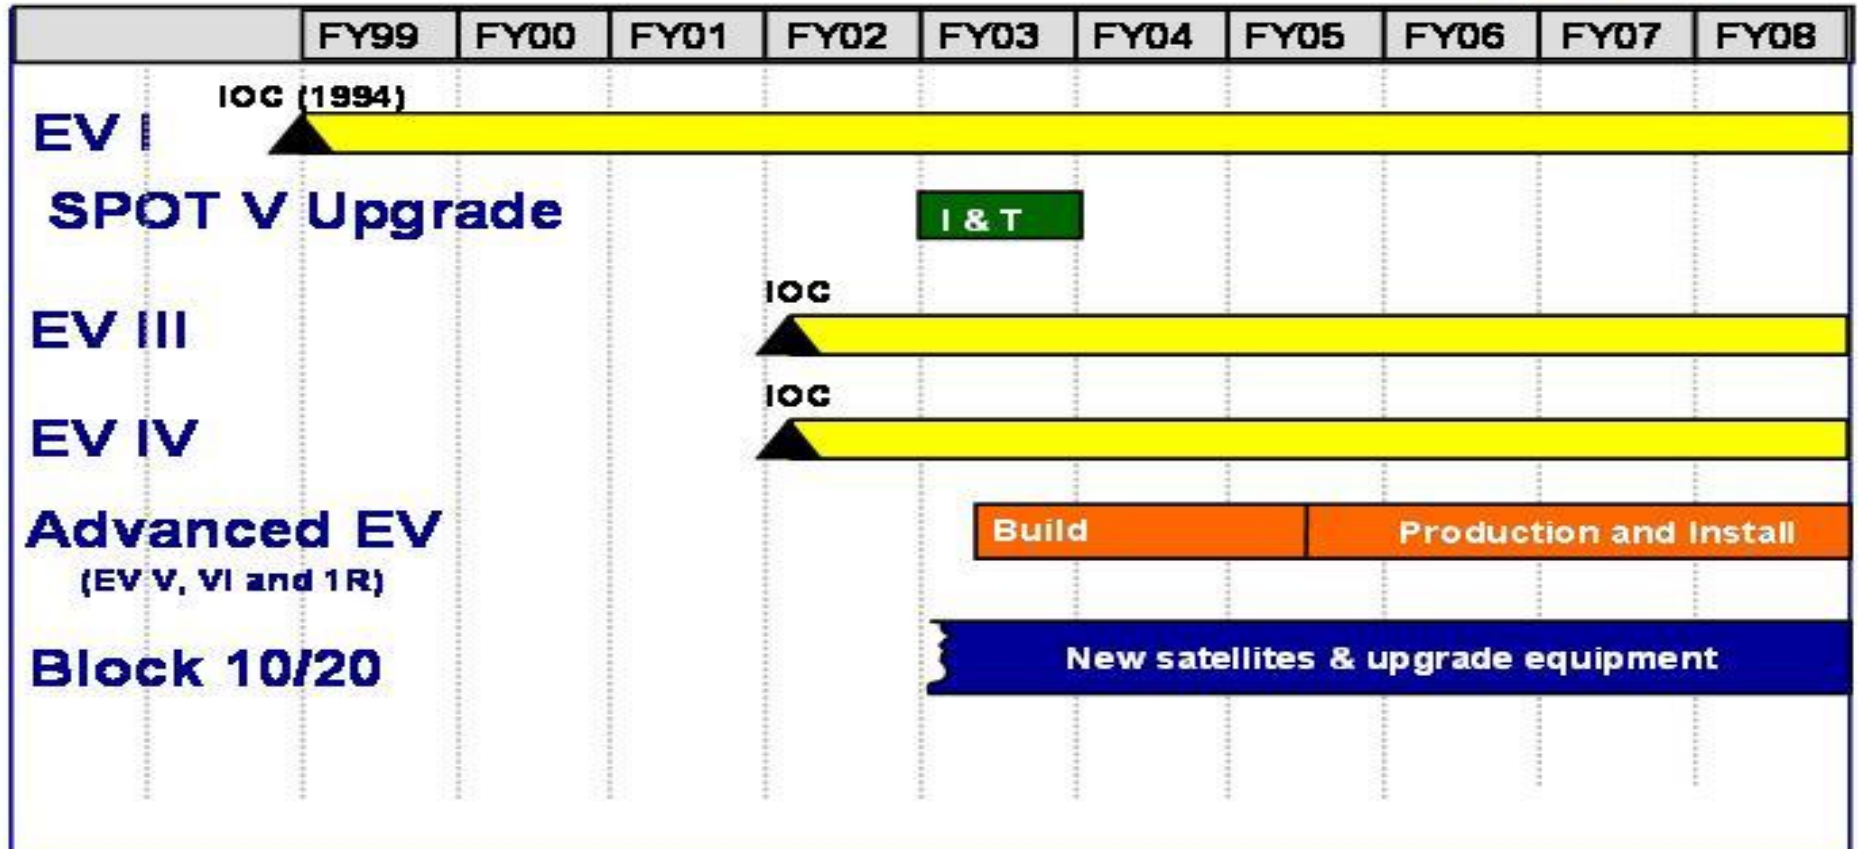 FY99 FY00 FY01 FY02 FY03 FY04 FY05 FY06 FY07 FY08
IOC (1994)
EV I
SPOT V Upgrade
I & T
IOC
EV III
IOC
EV IV
Advanced EV
Build
Production and Install
(EV V, VI and 1R)
Block 10/20
New satellites & upgrade equipment